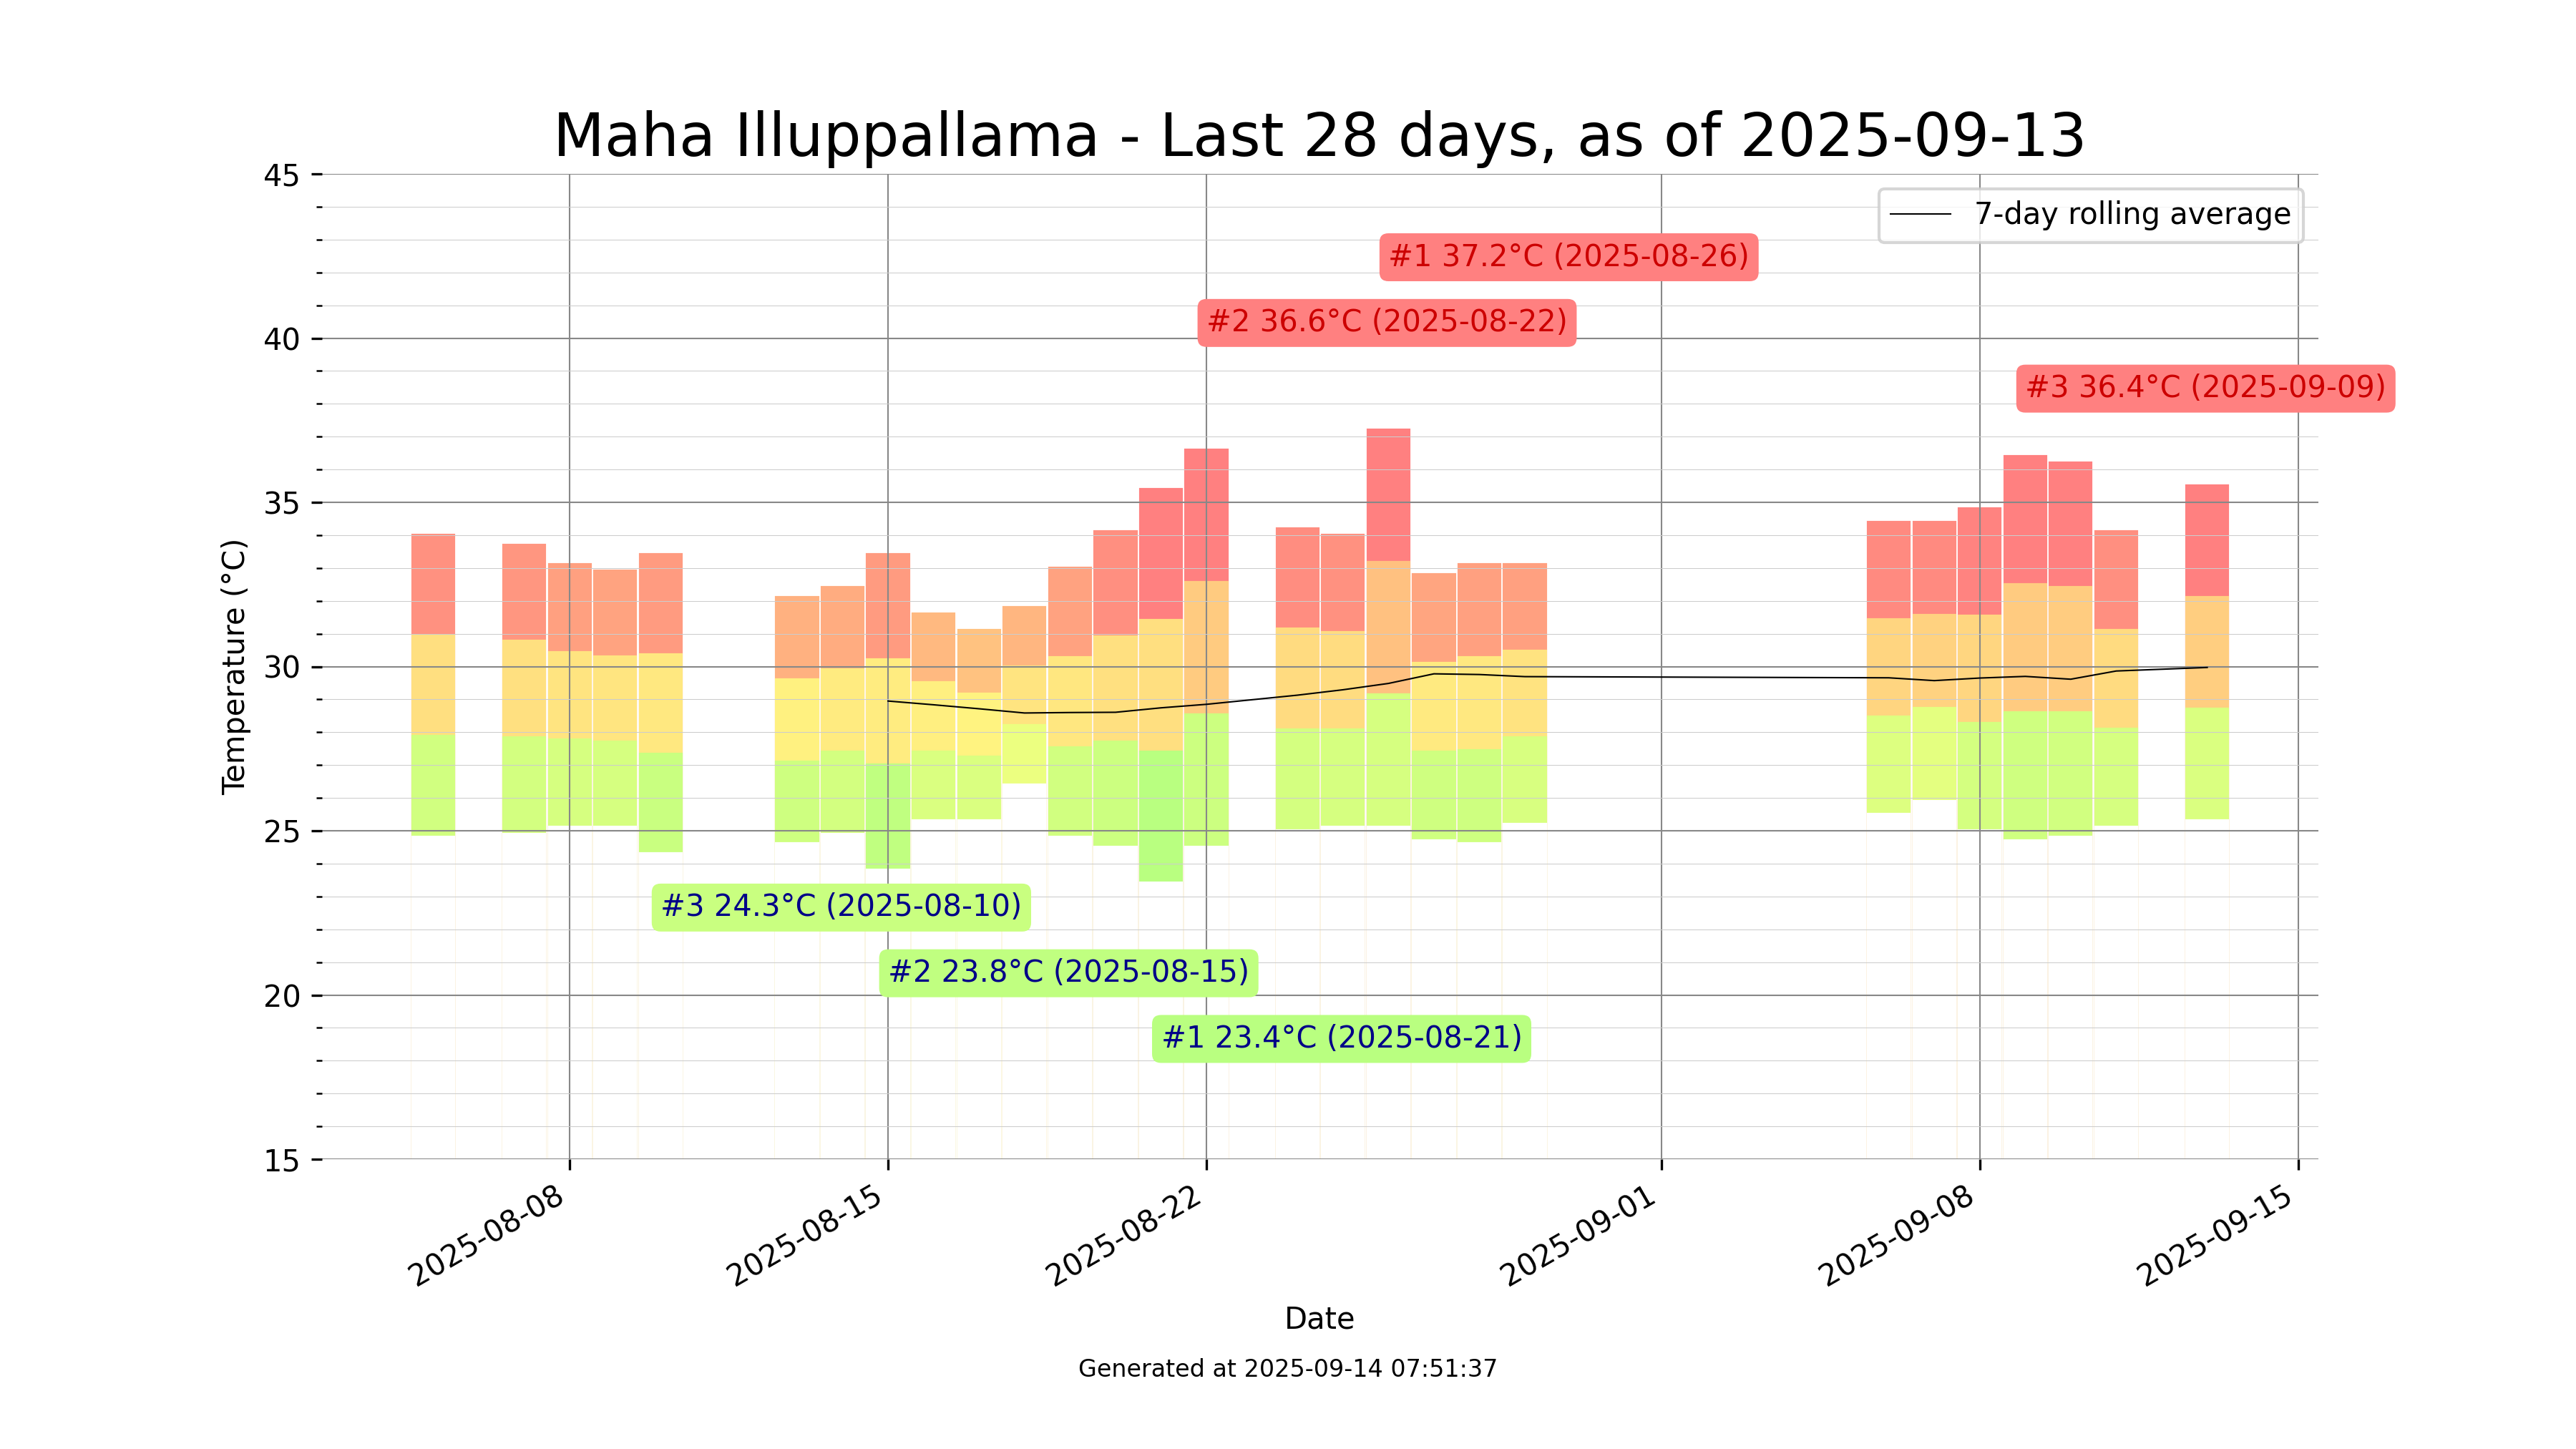 Maha Illuppallama - Last 28 days, as of 2025-09-13
45
7-day rolling average
#1 37.2°C (2025-08-26)
#2 36.6°C (2025-08-22)
40
#3 36.4°C (2025-09-09)
35
Temperature (°C)
30
25
#3 24.3°C (2025-08-10)
#2 23.8°C (2025-08-15)
20
#1 23.4°C (2025-08-21)
15
2025-08-08
2025-08-15
2025-08-22
2025-09-01
2025-09-08
2025-09-15
Date
Generated at 2025-09-14 07:51:37